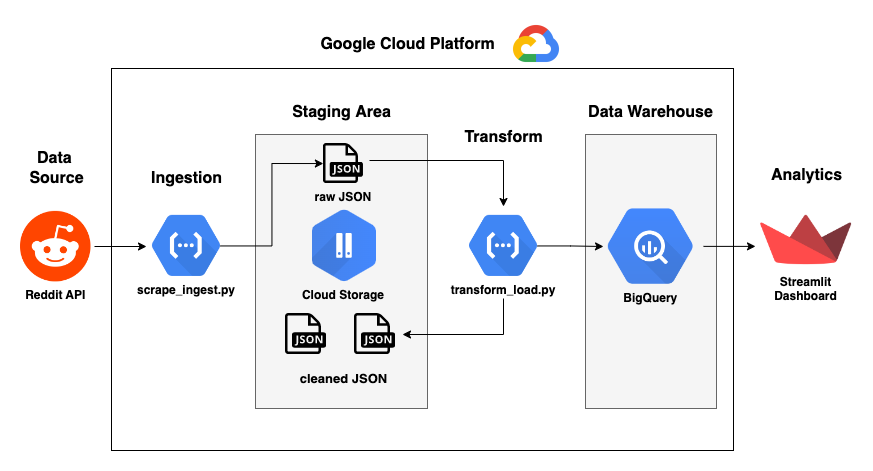 Google Cloud Platform
Data
Source
Reddit API
Ingestion
scrape_ingest.py
Staging Area
JSON
raw JSON
Cloud Storage
JSON
JSON
cleaned JSON
Transform
transform_load.py
Data Warehouse
BigQuery
Analytics
Streamlit
Dashboard